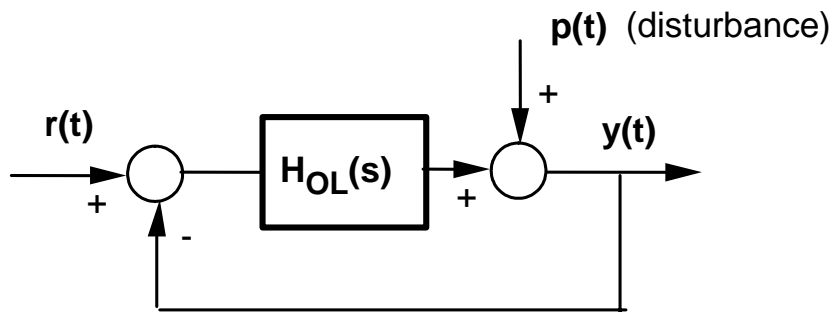 p(t) (disturbance)
+
r(t)
y(t)
H_OL(s)
+
+
-